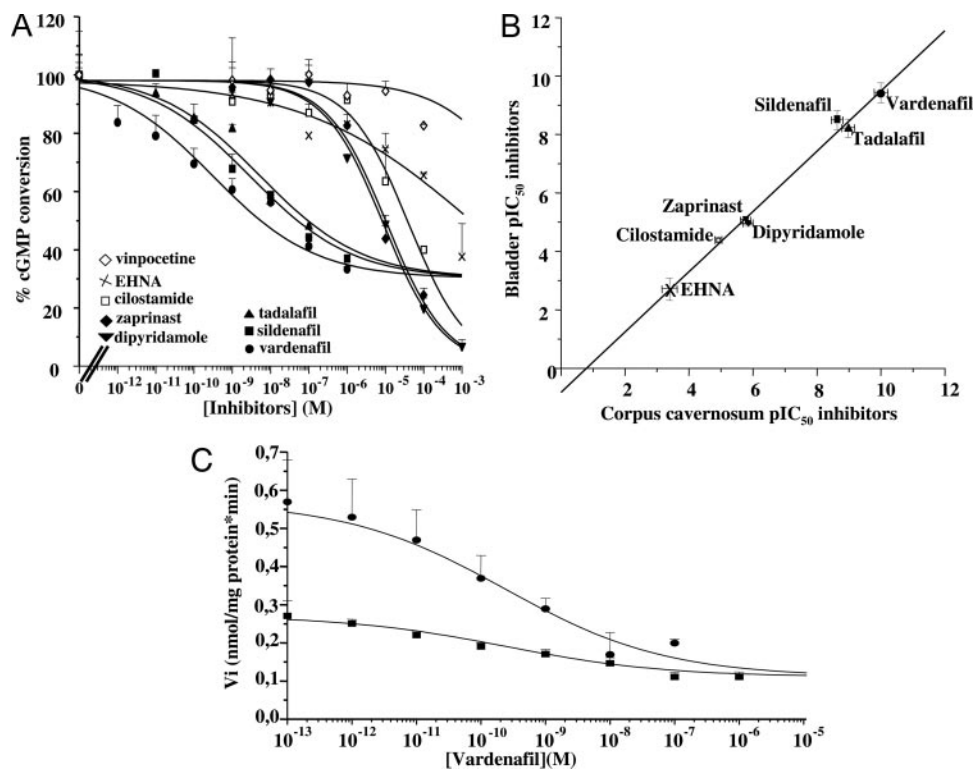 A
% cGMP conversion
120
100
80
60
40
20
0
vinpocetine
EHNA
cilostamide
zaprinast
dipyridamole
tadalafil
sildenafil
vardenafil
0 10⁻¹² 10⁻¹¹ 10⁻¹⁰ 10⁻⁹ 10⁻⁸ 10⁻⁷ 10⁻⁶ 10⁻⁵ 10⁻⁴ 10⁻³
[Inhibitors] (M)
B
Bladder pIC₅₀ inhibitors
12
10
8
6
4
2
0
Sildenafil
Vardenafil
Tadalafil
Zaprinast
Cilostamide
Dipyridamole
EHNA
2 4 6 8 10 12
Corpus cavernosum pIC₅₀ inhibitors
C
Vi (nmol/mg protein*min)
0,7
0,6
0,5
0,4
0,3
0,2
0,1
0,0
10⁻¹³ 10⁻¹² 10⁻¹¹ 10⁻¹⁰ 10⁻⁹ 10⁻⁸ 10⁻⁷ 10⁻⁶ 10⁻⁵
[Vardenafil](M)